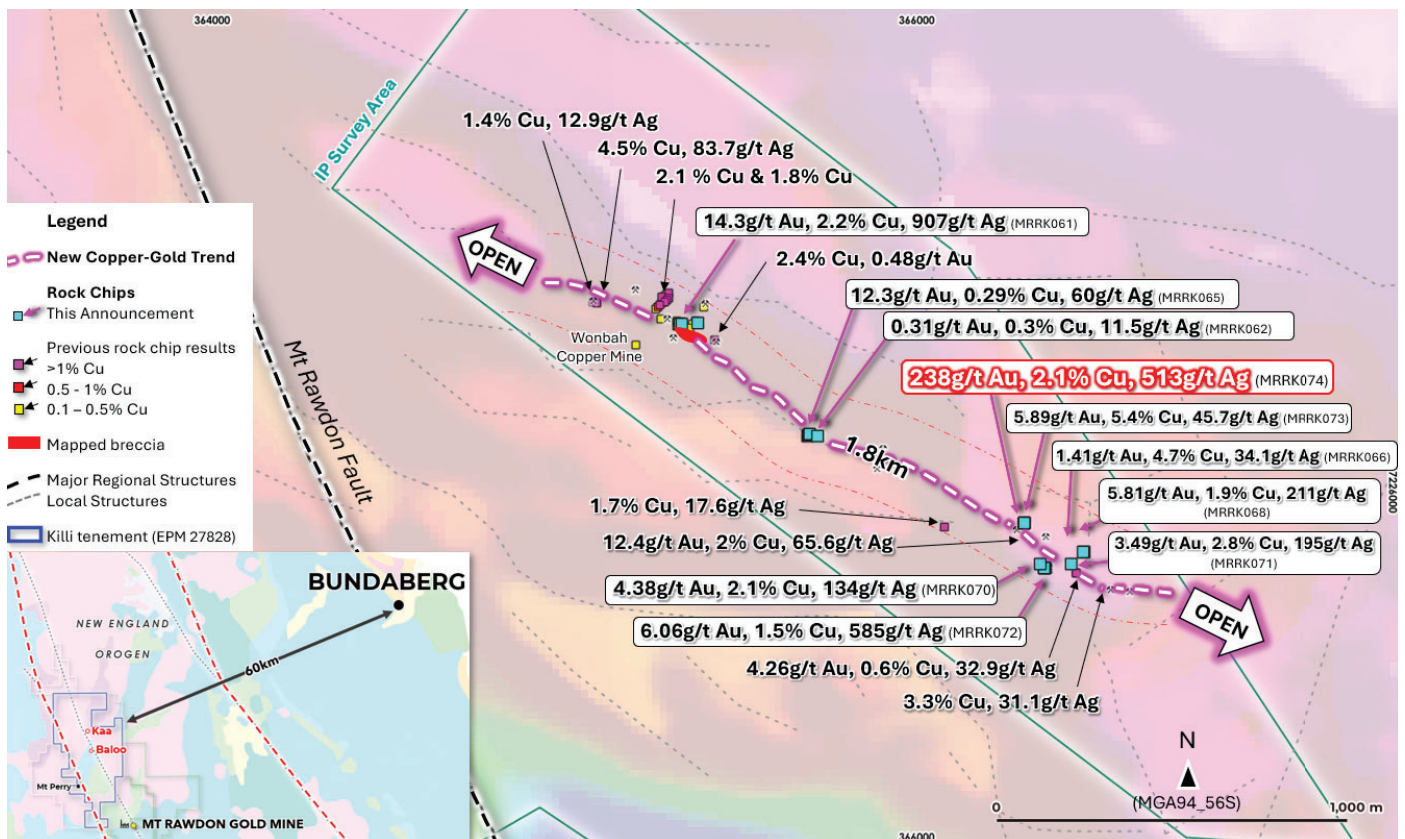 364000
366000
IP Survey Area
1.4% Cu, 12.9g/t Ag
4.5% Cu, 83.7g/t Ag
2.1 % Cu & 1.8% Cu
14.3g/t Au, 2.2% Cu, 907g/t Ag (MRRK061)
2.4% Cu, 0.48g/t Au
12.3g/t Au, 0.29% Cu, 60g/t Ag (MRRK065)
0.31g/t Au, 0.3% Cu, 11.5g/t Ag (MRRK062)
238g/t Au, 2.1% Cu, 513g/t Ag (MRRK074)
5.89g/t Au, 5.4% Cu, 45.7g/t Ag (MRRK073)
1.41g/t Au, 4.7% Cu, 34.1g/t Ag (MRRK066)
5.81g/t Au, 1.9% Cu, 211g/t Ag
(MRRK068)
3.49g/t Au, 2.8% Cu, 195g/t Ag
(MRRK071)
7226000
OPEN
Wonbah
Copper Mine
1.8km
1.7% Cu, 17.6g/t Ag
12.4g/t Au, 2% Cu, 65.6g/t Ag
4.38g/t Au, 2.1% Cu, 134g/t Ag (MRRK070)
6.06g/t Au, 1.5% Cu, 585g/t Ag (MRRK072)
4.26g/t Au, 0.6% Cu, 32.9g/t Ag
3.3% Cu, 31.1g/t Ag
OPEN
Mt Rawdon Fault
Legend
New Copper-Gold Trend
Rock Chips
This Announcement
Previous rock chip results
>1% Cu
0.5 - 1% Cu
0.1 – 0.5% Cu
Mapped breccia
Major Regional Structures
Local Structures
Killi tenement (EPM 27828)
BUNDABERG
NEW ENGLAND
OROGEN
60km
Kaa
Baloo
Mt Perry
MT RAWDON GOLD MINE
N
(MGA94_56S)
0
1,000 m
366000